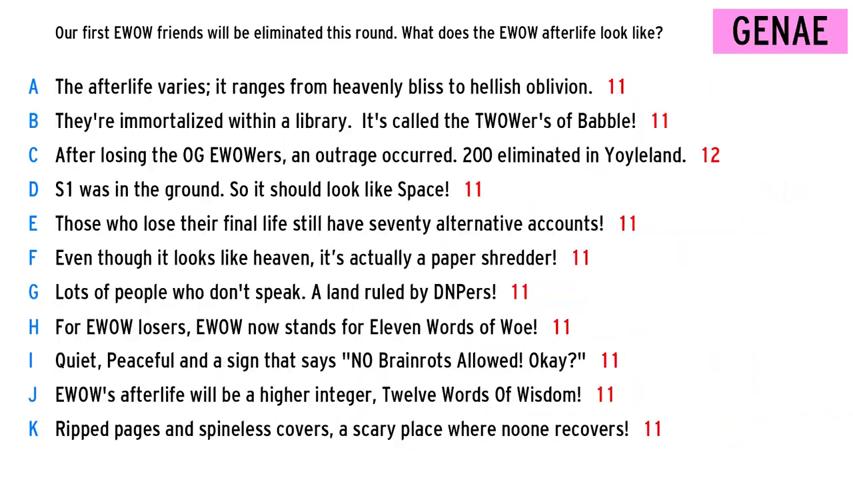 Our first EWOW friends will be eliminated this round. What does the EWOW afterlife look like?
GENAE
A The afterlife varies; it ranges from heavenly bliss to hellish oblivion. 11
B They're immortalized within a library.  It's called the TWOWer's of Babble! 11
C After losing the OG EWOWers, an outrage occurred. 200 eliminated in Yoyleland. 12
D S1 was in the ground. So it should look like Space! 11
E Those who lose their final life still have seventy alternative accounts! 11
F Even though it looks like heaven, it’s actually a paper shredder! 11
G Lots of people who don't speak. A land ruled by DNPers! 11
H For EWOW losers, EWOW now stands for Eleven Words of Woe! 11
I Quiet, Peaceful and a sign that says "NO Brainrots Allowed! Okay?" 11
J EWOW's afterlife will be a higher integer, Twelve Words Of Wisdom! 11
K Ripped pages and spineless covers, a scary place where noone recovers! 11